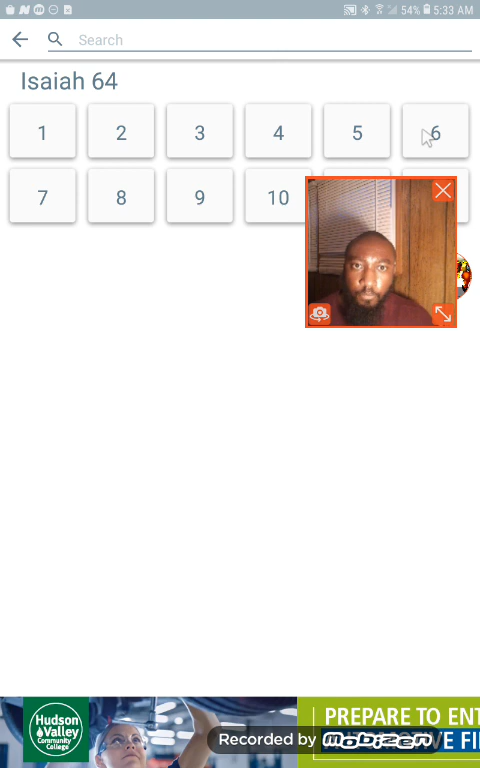 54% 5:33 AM
Search
Isaiah 64
1 2 3 4 5 6
7 8 9 10
Hudson
Valley
Community
College
PREPARE TO ENT
Recorded by MOBIZEN